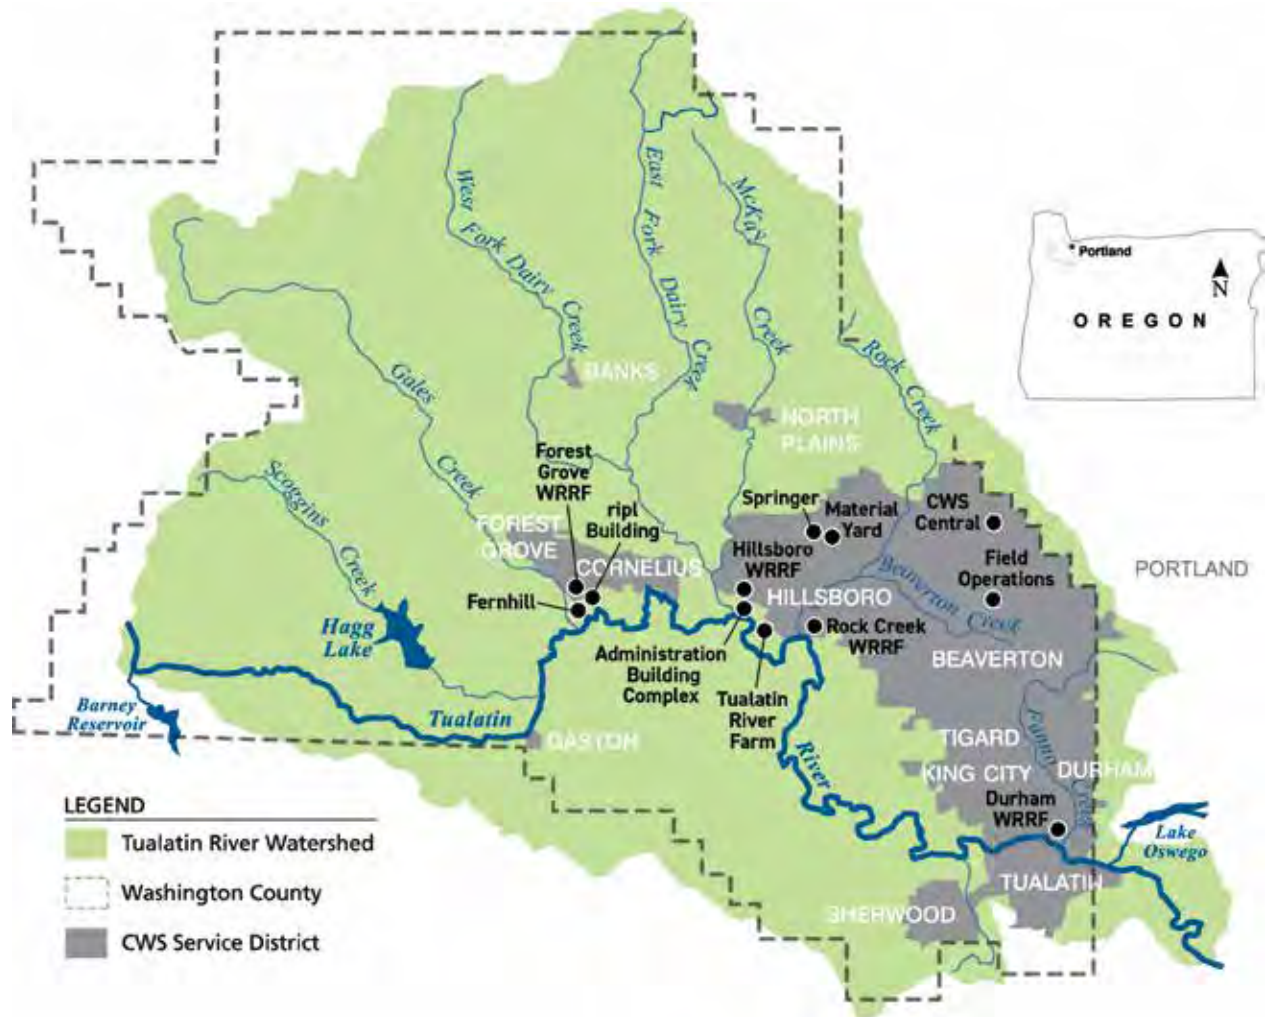 West Fork Dairy Creek
East Fork Dairy Creek
McKay Creek
Rock Creek
Portland
N
OREGON
Gales Creek
BANKS
NORTH
PLAINS
Scoggins Creek
Forest
Grove
WRRF
ripl
Building
Springer
Material
Yard
CWS
Central
FOREST
GROVE
CORNELIUS
Hillsboro
WRRF
HILLSBORO
Beaverton Creek
Field
Operations
PORTLAND
Fernhill
Hagg
Lake
Administration
Building
Complex
Tualatin
River
Farm
Rock Creek
WRRF
BEAVERTON
Barney
Reservoir
Tualatin River
GASTON
TIGARD
KING CITY
DURHAM
Fanno Creek
Durham
WRRF
Lake
Oswego
TUALATIN
SHERWOOD
LEGEND
Tualatin River Watershed
Washington County
CWS Service District